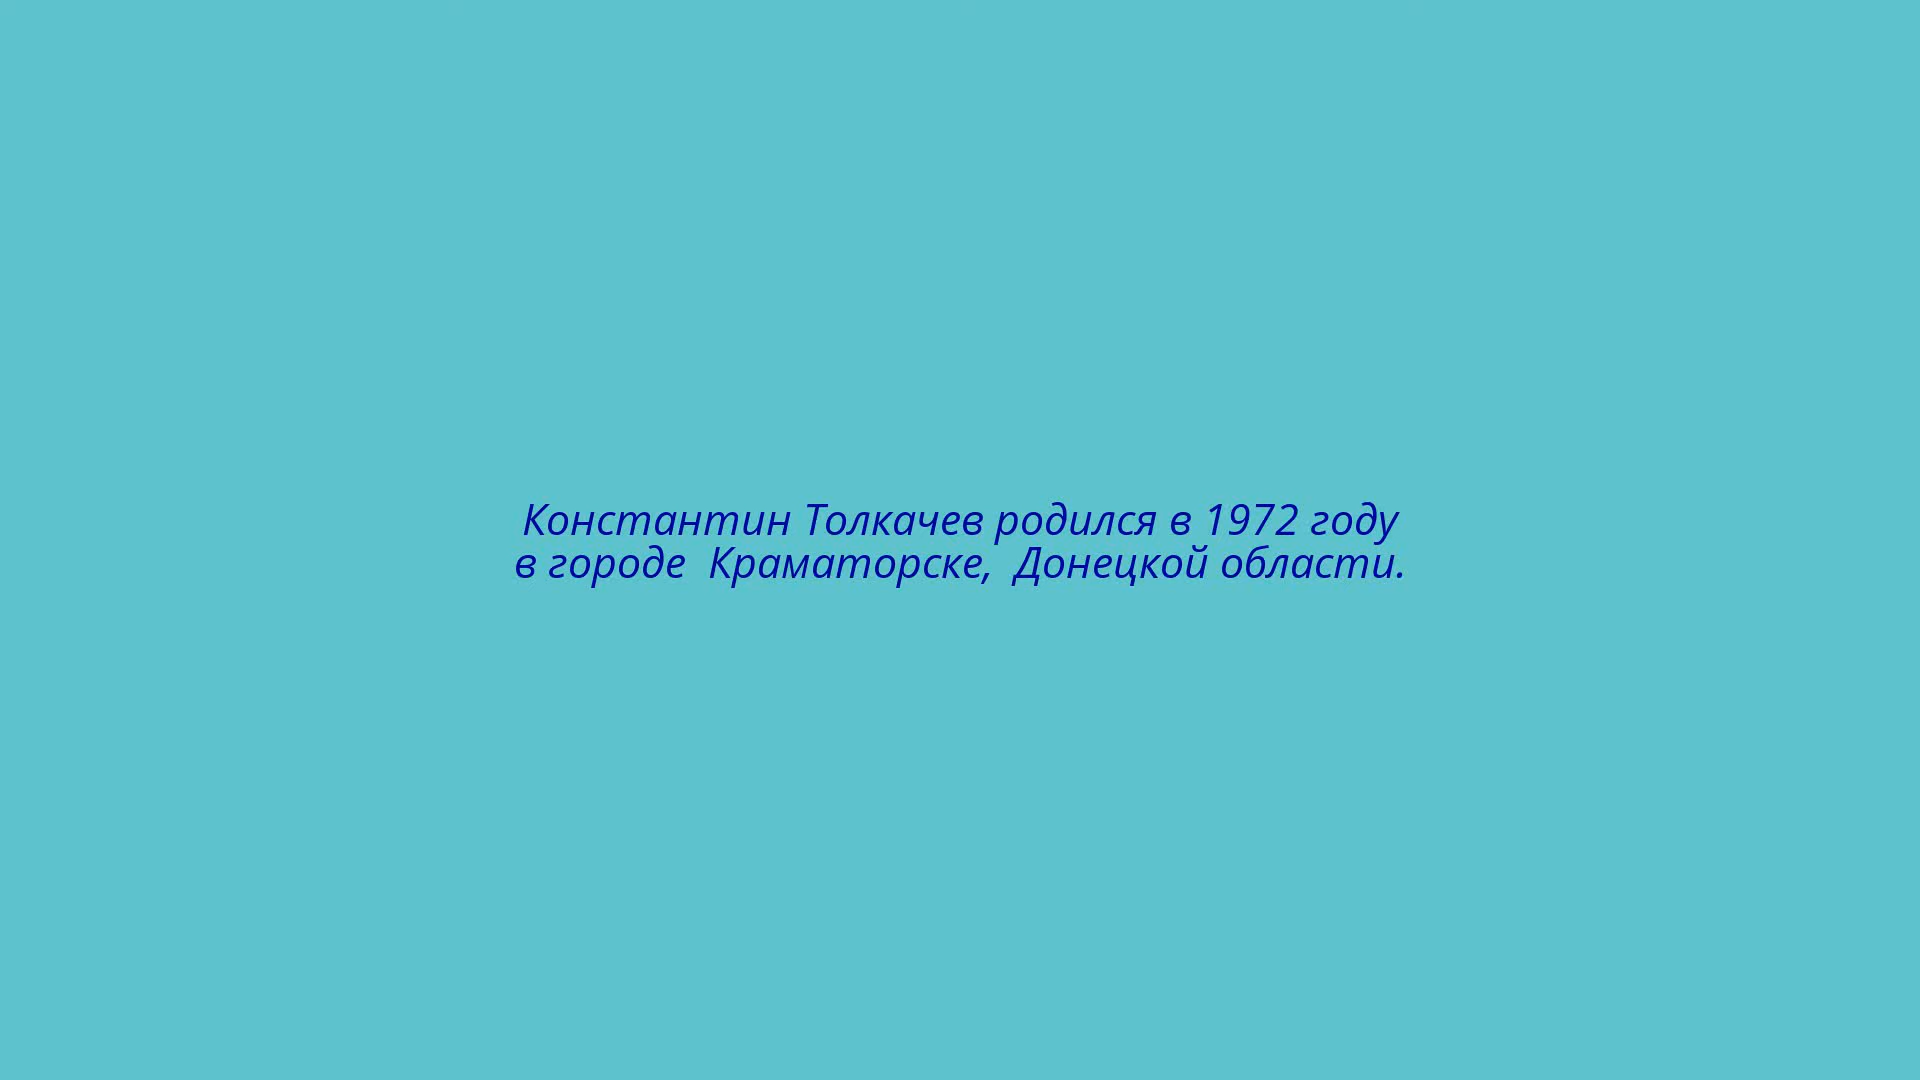 Константин Толкачев родился в 1972 году
в городе  Краматорске,  Донецкой области.